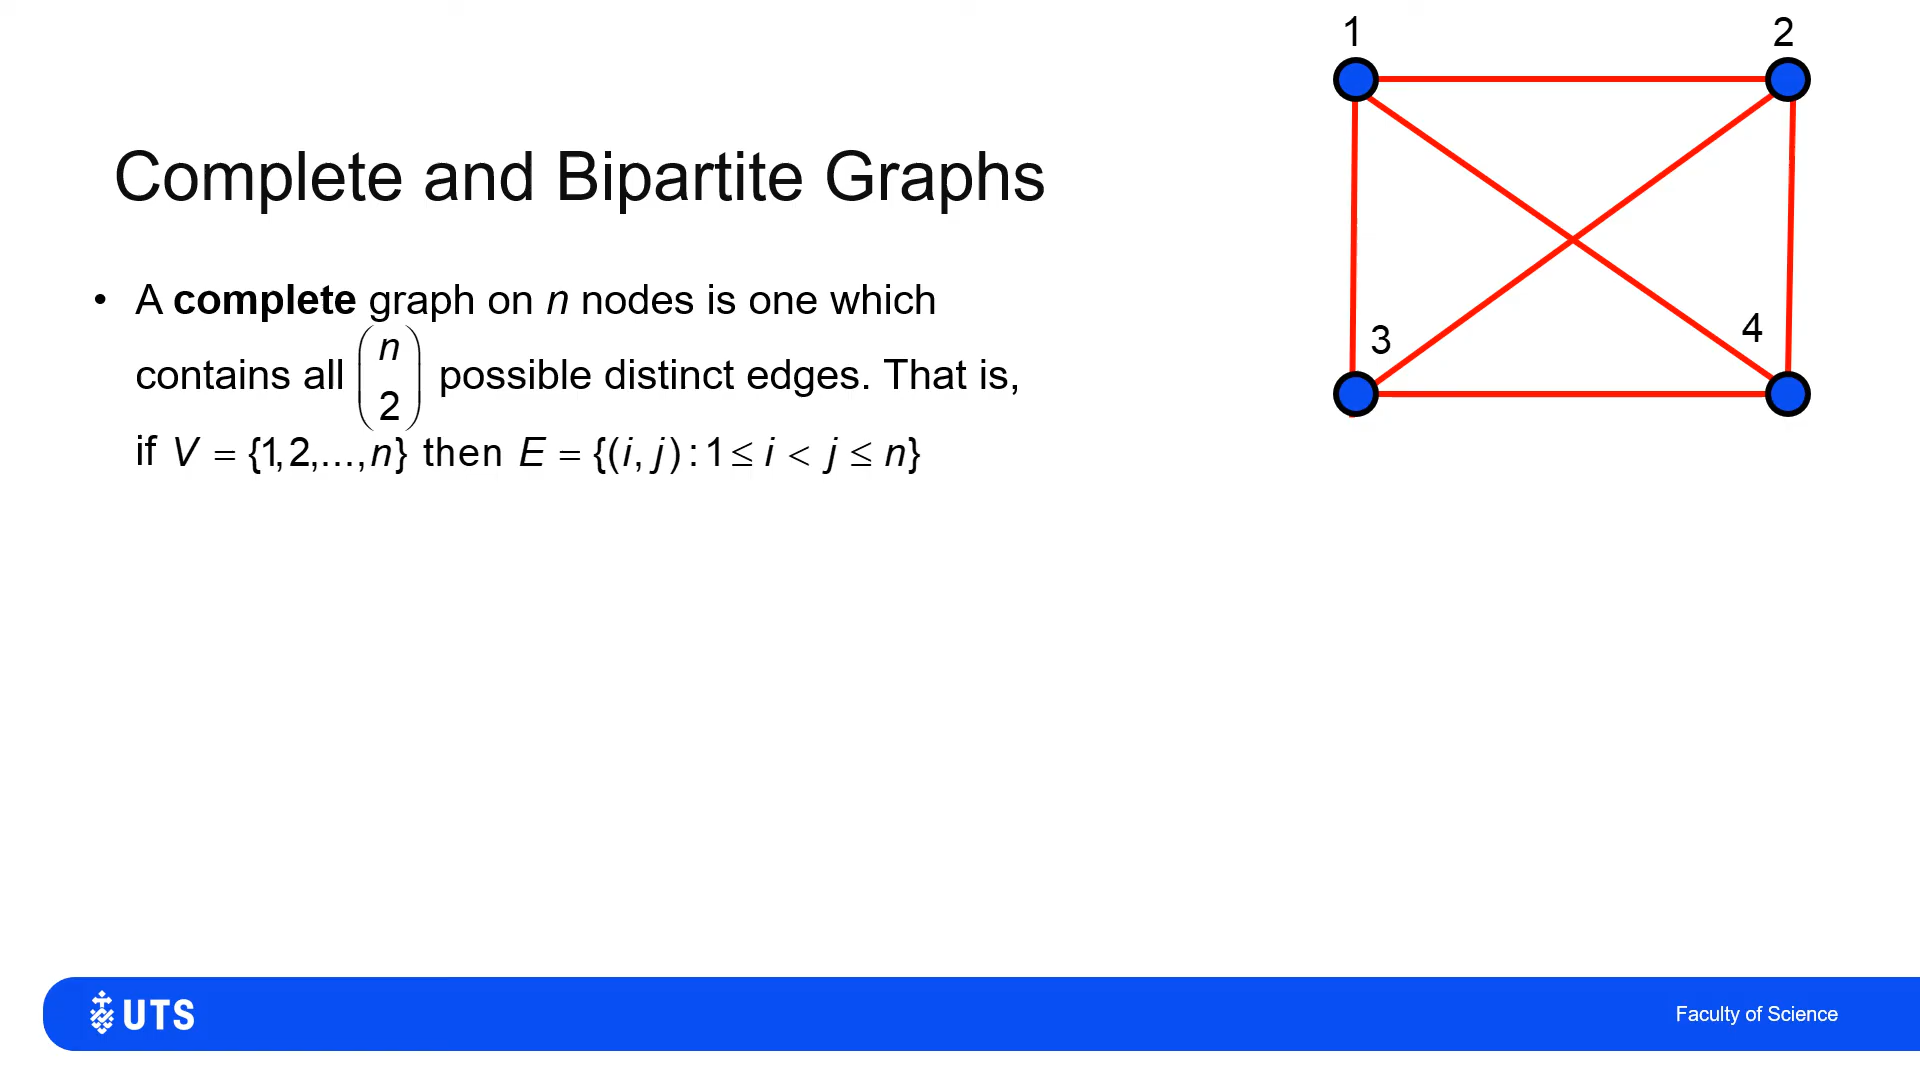 1 2
Complete and Bipartite Graphs
• A complete graph on n nodes is one which
contains all (n 2) possible distinct edges. That is,
if V = {1,2,...,n} then E = {(i, j) : 1 ≤ i < j ≤ n}
3 4
UTS
Faculty of Science